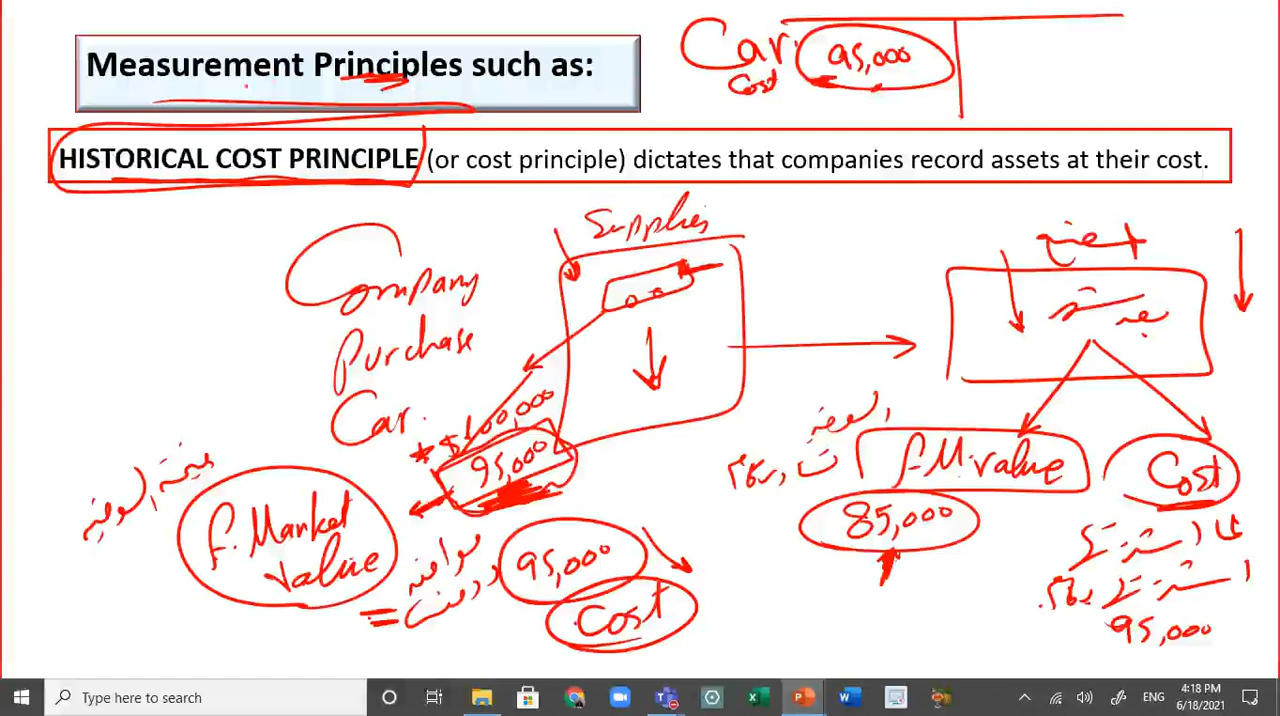 Car 95,000
Cost
Measurement Principles such as:
HISTORICAL COST PRINCIPLE (or cost principle) dictates that companies record assets at their cost.
Supplies
Company
Purchase
Car.
$100,000
95,000
f. Market
value
95,000
Cost
f.M.value
Cost
85,000
95,000
Type here to search
ENG
4:18 PM
6/18/2021